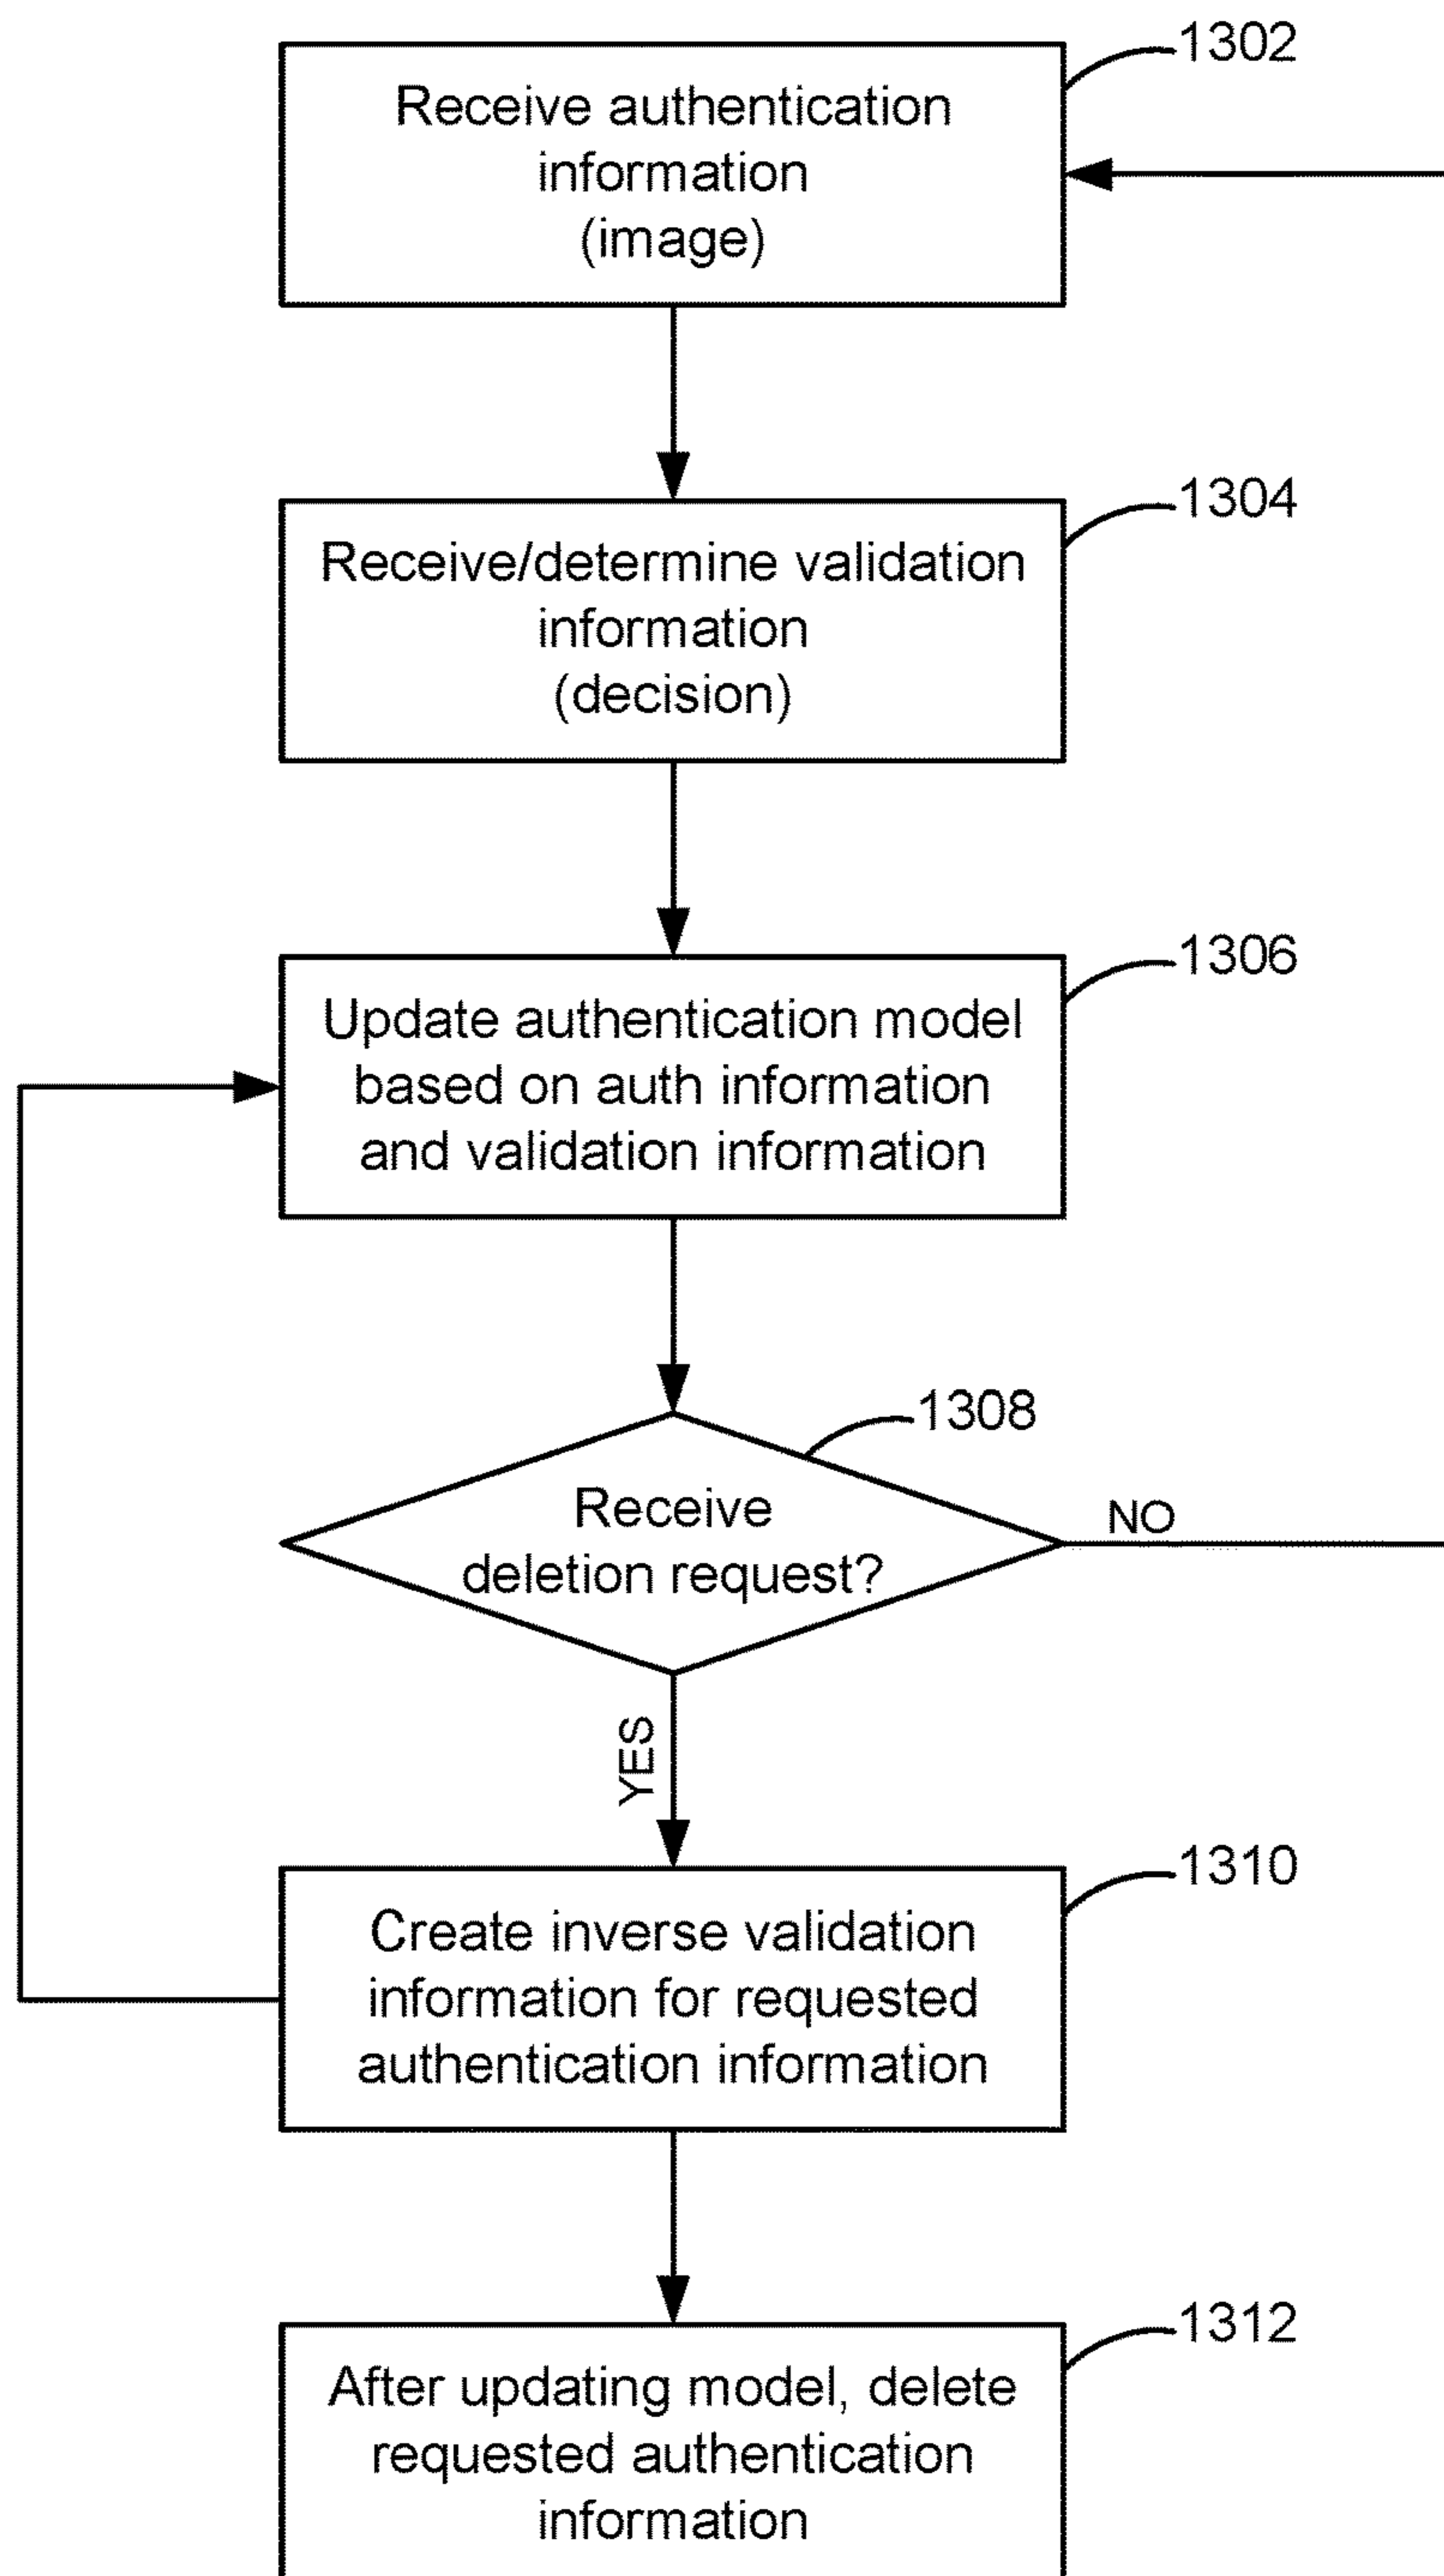 1302
Receive authentication
information
(image)
1304
Receive/determine validation
information
(decision)
1306
Update authentication model
based on auth information
and validation information
1308
Receive
deletion request?
NO
YES
1310
Create inverse validation
information for requested
authentication information
1312
After updating model, delete
requested authentication
information